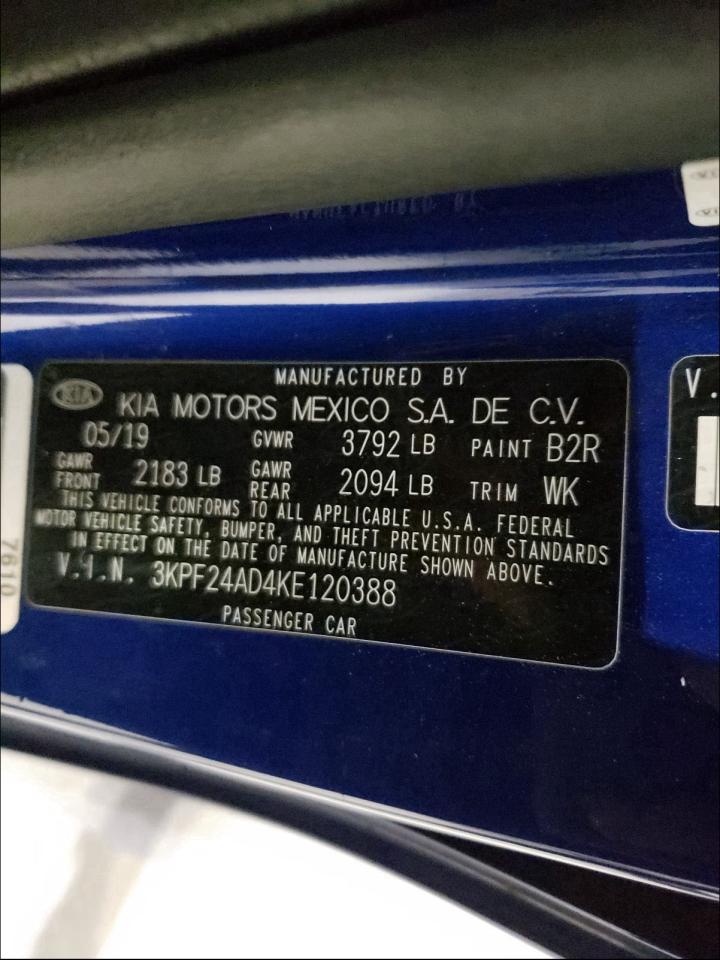 MANUFACTURED BY
KIA KIA MOTORS MEXICO S.A. DE C.V.
05/19 GVWR 3792 LB PAINT B2R
GAWR FRONT 2183 LB GAWR REAR 2094 LB TRIM WK
THIS VEHICLE CONFORMS TO ALL APPLICABLE U.S.A. FEDERAL
MOTOR VEHICLE SAFETY, BUMPER, AND THEFT PREVENTION STANDARDS
IN EFFECT ON THE DATE OF MANUFACTURE SHOWN ABOVE.
V.I.N. 3KPF24AD4KE120388
PASSENGER CAR
7610
V.